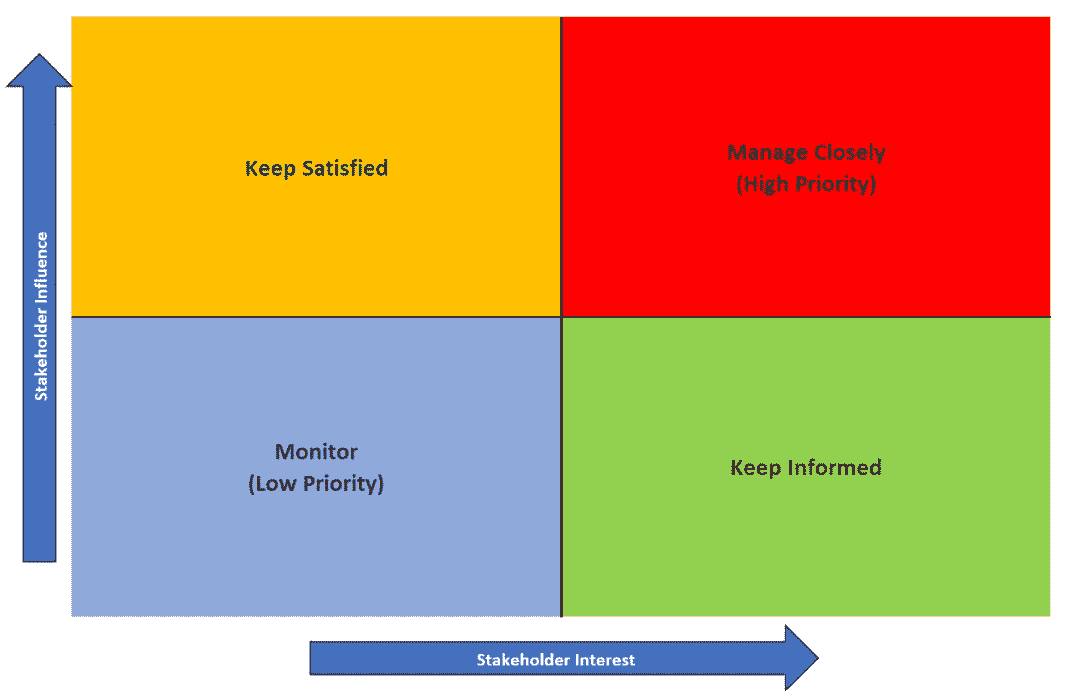 Keep Satisfied
Manage Closely
(High Priority)
Stakeholder Influence
Monitor
(Low Priority)
Keep Informed
Stakeholder Interest